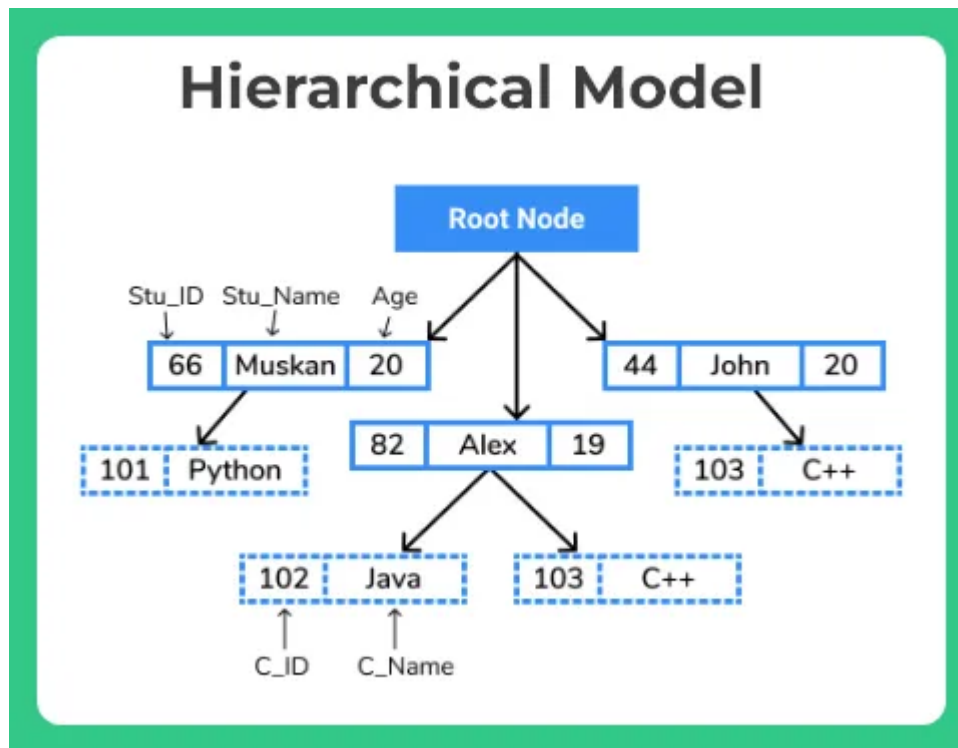 Hierarchical Model
Root Node
Stu_ID Stu_Name Age
66 Muskan 20
44 John 20
82 Alex 19
101 Python
103 C++
102 Java
103 C++
C_ID C_Name